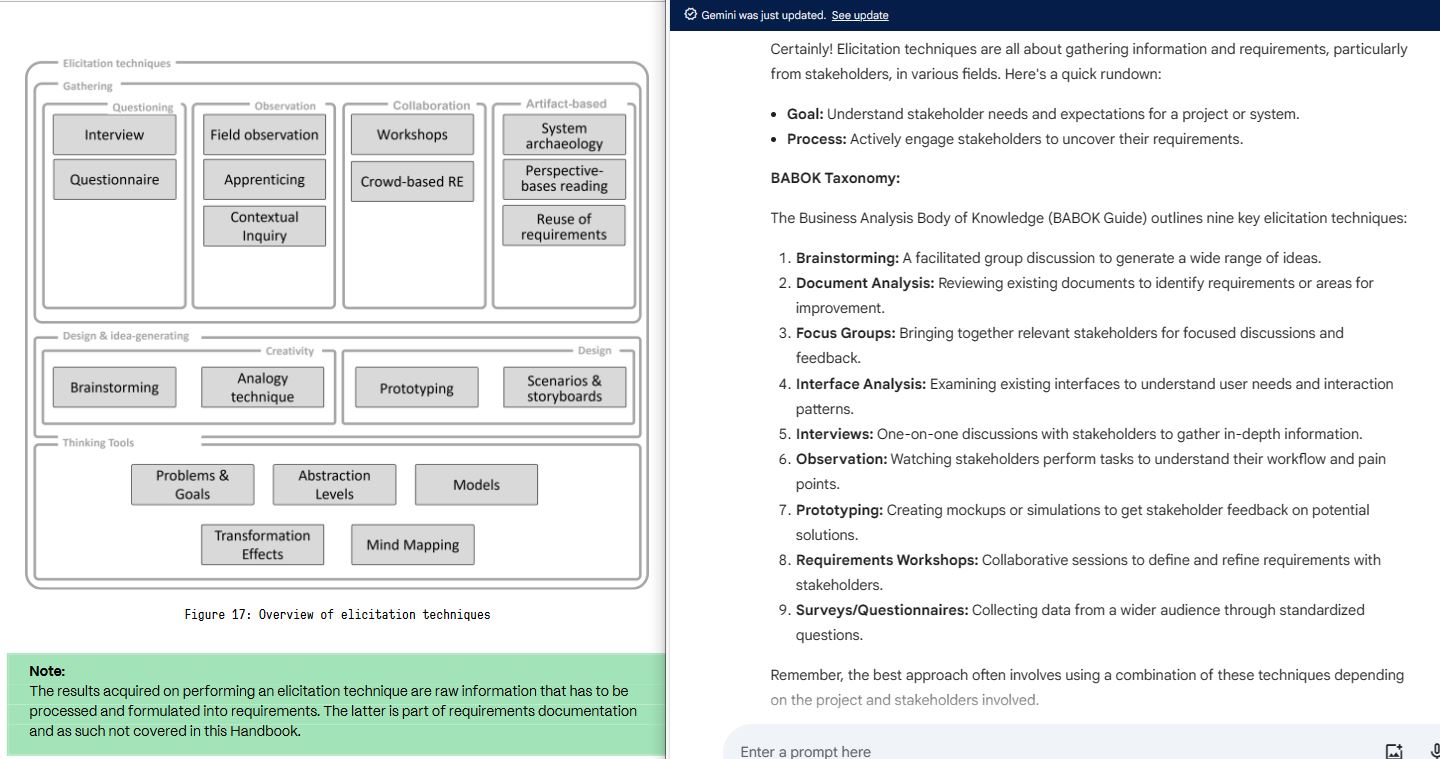 Elicitation techniques
Gathering
Questioning
Interview
Questionnaire
Observation
Field observation
Apprenticing
Contextual
Inquiry
Collaboration
Workshops
Crowd-based RE
Artifact-based
System
archaeology
Perspective-
bases reading
Reuse of
requirements
Design & idea-generating
Creativity
Brainstorming
Analogy
technique
Design
Prototyping
Scenarios &
storyboards
Thinking Tools
Problems &
Goals
Abstraction
Levels
Models
Transformation
Effects
Mind Mapping
Figure 17: Overview of elicitation techniques
Note:
The results acquired on performing an elicitation technique are raw information that has to be
processed and formulated into requirements. The latter is part of requirements documentation
and as such not covered in this Handbook.
Gemini was just updated. See update
Certainly! Elicitation techniques are all about gathering information and requirements, particularly
from stakeholders, in various fields. Here's a quick rundown:
• Goal: Understand stakeholder needs and expectations for a project or system.
• Process: Actively engage stakeholders to uncover their requirements.
BABOK Taxonomy:
The Business Analysis Body of Knowledge (BABOK Guide) outlines nine key elicitation techniques:
1. Brainstorming: A facilitated group discussion to generate a wide range of ideas.
2. Document Analysis: Reviewing existing documents to identify requirements or areas for
improvement.
3. Focus Groups: Bringing together relevant stakeholders for focused discussions and
feedback.
4. Interface Analysis: Examining existing interfaces to understand user needs and interaction
patterns.
5. Interviews: One-on-one discussions with stakeholders to gather in-depth information.
6. Observation: Watching stakeholders perform tasks to understand their workflow and pain
points.
7. Prototyping: Creating mockups or simulations to get stakeholder feedback on potential
solutions.
8. Requirements Workshops: Collaborative sessions to define and refine requirements with
stakeholders.
9. Surveys/Questionnaires: Collecting data from a wider audience through standardized
questions.
Remember, the best approach often involves using a combination of these techniques depending
on the project and stakeholders involved.
Enter a prompt here